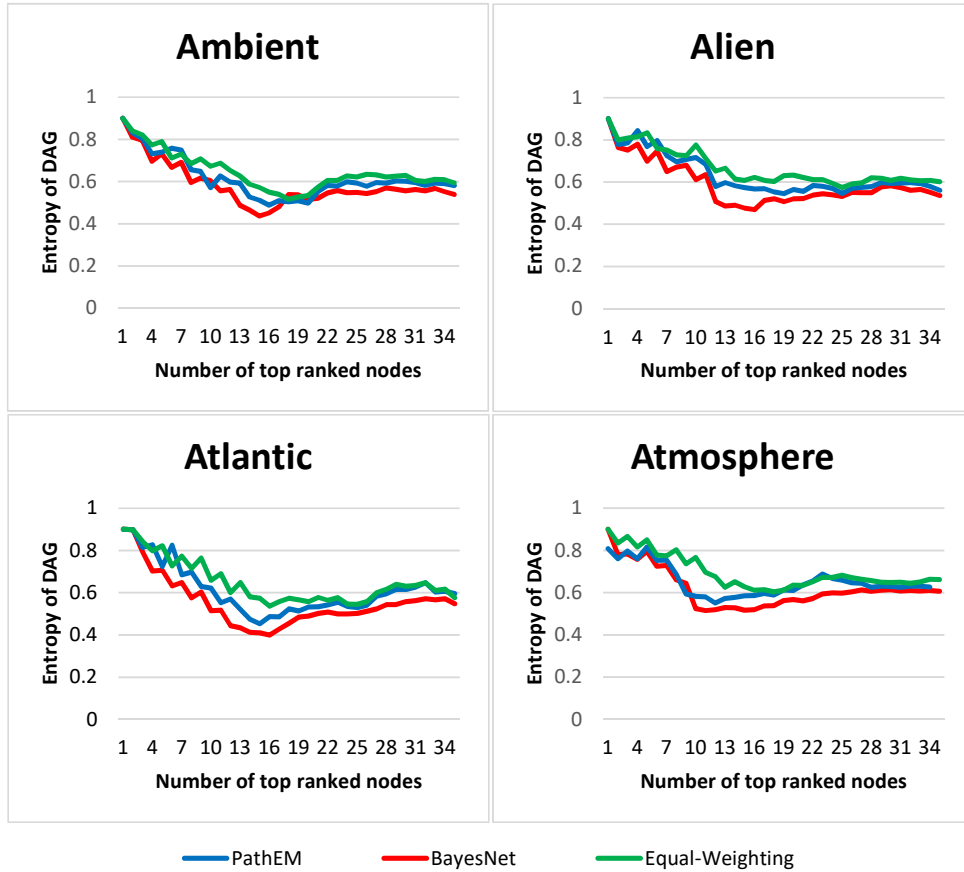 Ambient
Entropy of DAG
1
0.8
0.6
0.4
0.2
0
1 4 7 10 13 16 19 22 25 28 31 34
Number of top ranked nodes
Alien
Entropy of DAG
1
0.8
0.6
0.4
0.2
0
1 4 7 10 13 16 19 22 25 28 31 34
Number of top ranked nodes
Atlantic
Entropy of DAG
1
0.8
0.6
0.4
0.2
0
1 4 7 10 13 16 19 22 25 28 31 34
Number of top ranked nodes
Atmosphere
Entropy of DAG
1
0.8
0.6
0.4
0.2
0
1 4 7 10 13 16 19 22 25 28 31 34
Number of top ranked nodes
PathEM BayesNet Equal-Weighting